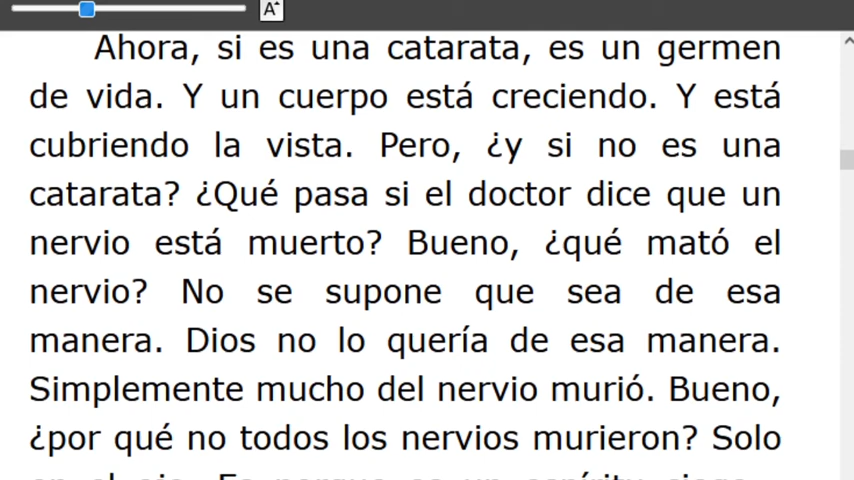 A
Ahora, si es una catarata, es un germen
de vida. Y un cuerpo está creciendo. Y está
cubriendo la vista. Pero, ¿y si no es una
catarata? ¿Qué pasa si el doctor dice que un
nervio está muerto? Bueno, ¿qué mató el
nervio? No se supone que sea de esa
manera. Dios no lo quería de esa manera.
Simplemente mucho del nervio murió. Bueno,
¿por qué no todos los nervios murieron? Solo